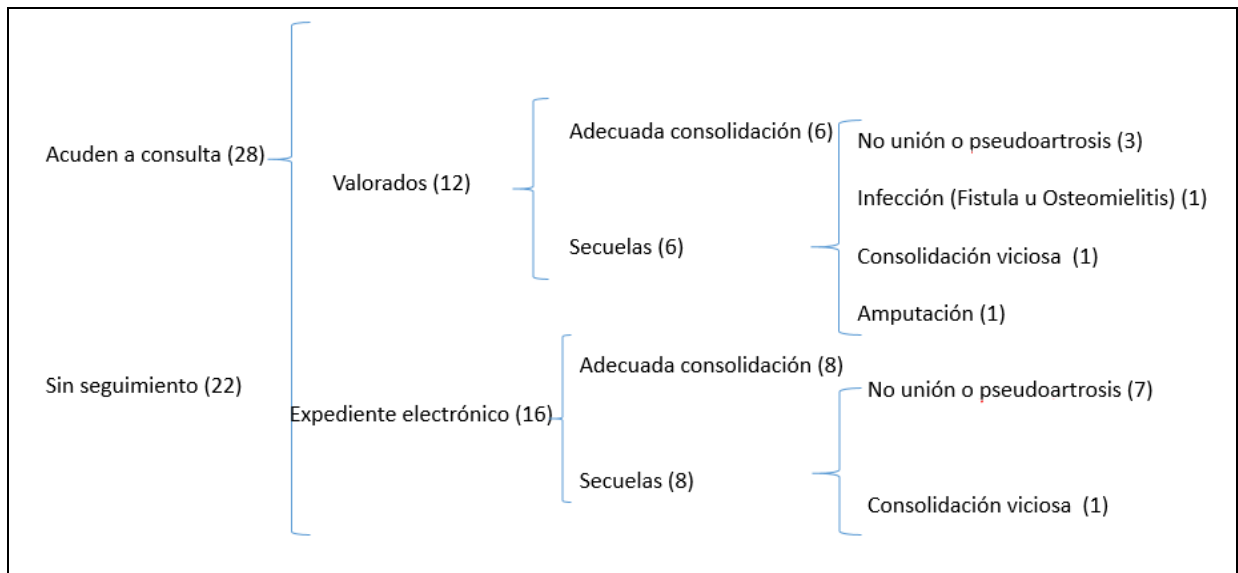 Acuden a consulta (28)
Valorados (12)
Adecuada consolidación (6)
No unión o pseudoartrosis (3)
Infección (Fistula u Osteomielitis) (1)
Secuelas (6)
Consolidación viciosa (1)
Amputación (1)
Sin seguimiento (22)
Expediente electrónico (16)
Adecuada consolidación (8)
No unión o pseudoartrosis (7)
Secuelas (8)
Consolidación viciosa (1)